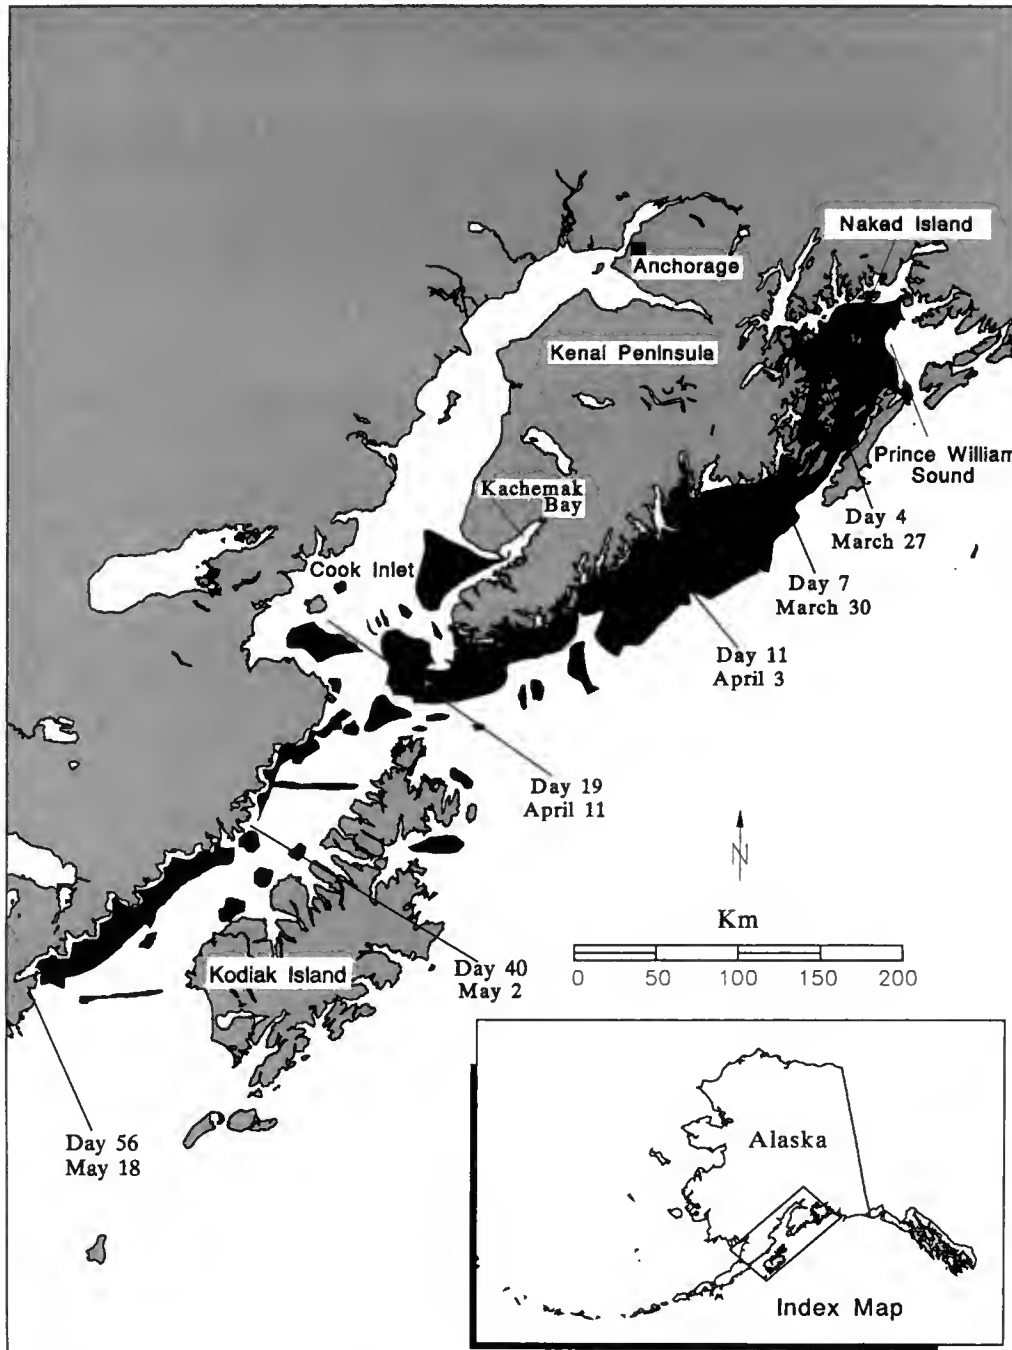 Naked Island
Anchorage
Kenai Peninsula
Prince William
Sound
Kachemak
Bay
Day 4
March 27
Cook Inlet
Day 7
March 30
Day 11
April 3
Day 19
April 11
N
Km
0 50 100 150 200
Day 40
May 2
Kodiak Island
Day 56
May 18
Alaska
Index Map